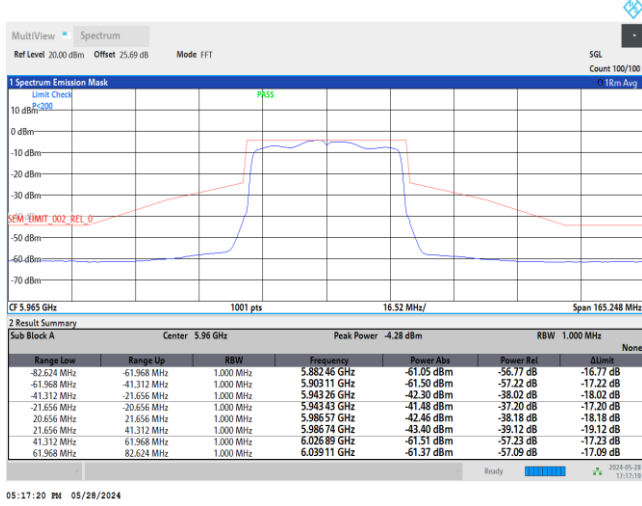 MultiView Spectrum
Ref Level 20.00 dBm Offset 25.69 dB Mode FFT SGL
Count 100/100
1 Spectrum Emission Mask 1Rm Avg
Limit Check PASS
P<200
10 dBm
0 dBm
-10 dBm
-20 dBm
-30 dBm
SEM_LIMIT_002_REL_0
-50 dBm
-60 dBm
-70 dBm
CF 5.965 GHz 1001 pts 16.52 MHz/ Span 165.248 MHz
2 Result Summary
Sub Block A Center 5.96 GHz Peak Power -4.28 dBm RBW 1.000 MHz
None
Range Low Range Up RBW Frequency Power Abs Power Rel ΔLimit
-82.624 MHz -61.968 MHz 1.000 MHz 5.88246 GHz -61.05 dBm -56.77 dB -16.77 dB
-61.968 MHz -41.312 MHz 1.000 MHz 5.90311 GHz -61.50 dBm -57.22 dB -17.22 dB
-41.312 MHz -21.656 MHz 1.000 MHz 5.94326 GHz -42.30 dBm -38.02 dB -18.02 dB
-21.656 MHz -20.656 MHz 1.000 MHz 5.94343 GHz -41.48 dBm -37.20 dB -17.20 dB
20.656 MHz 21.656 MHz 1.000 MHz 5.98657 GHz -42.46 dBm -38.18 dB -18.18 dB
21.656 MHz 41.312 MHz 1.000 MHz 5.98674 GHz -43.40 dBm -39.12 dB -19.12 dB
41.312 MHz 61.968 MHz 1.000 MHz 6.02689 GHz -61.51 dBm -57.23 dB -17.23 dB
61.968 MHz 82.624 MHz 1.000 MHz 6.03911 GHz -61.37 dBm -57.09 dB -17.09 dB
Ready 2024-05-28
17:17:19
05:17:20 PM 05/28/2024